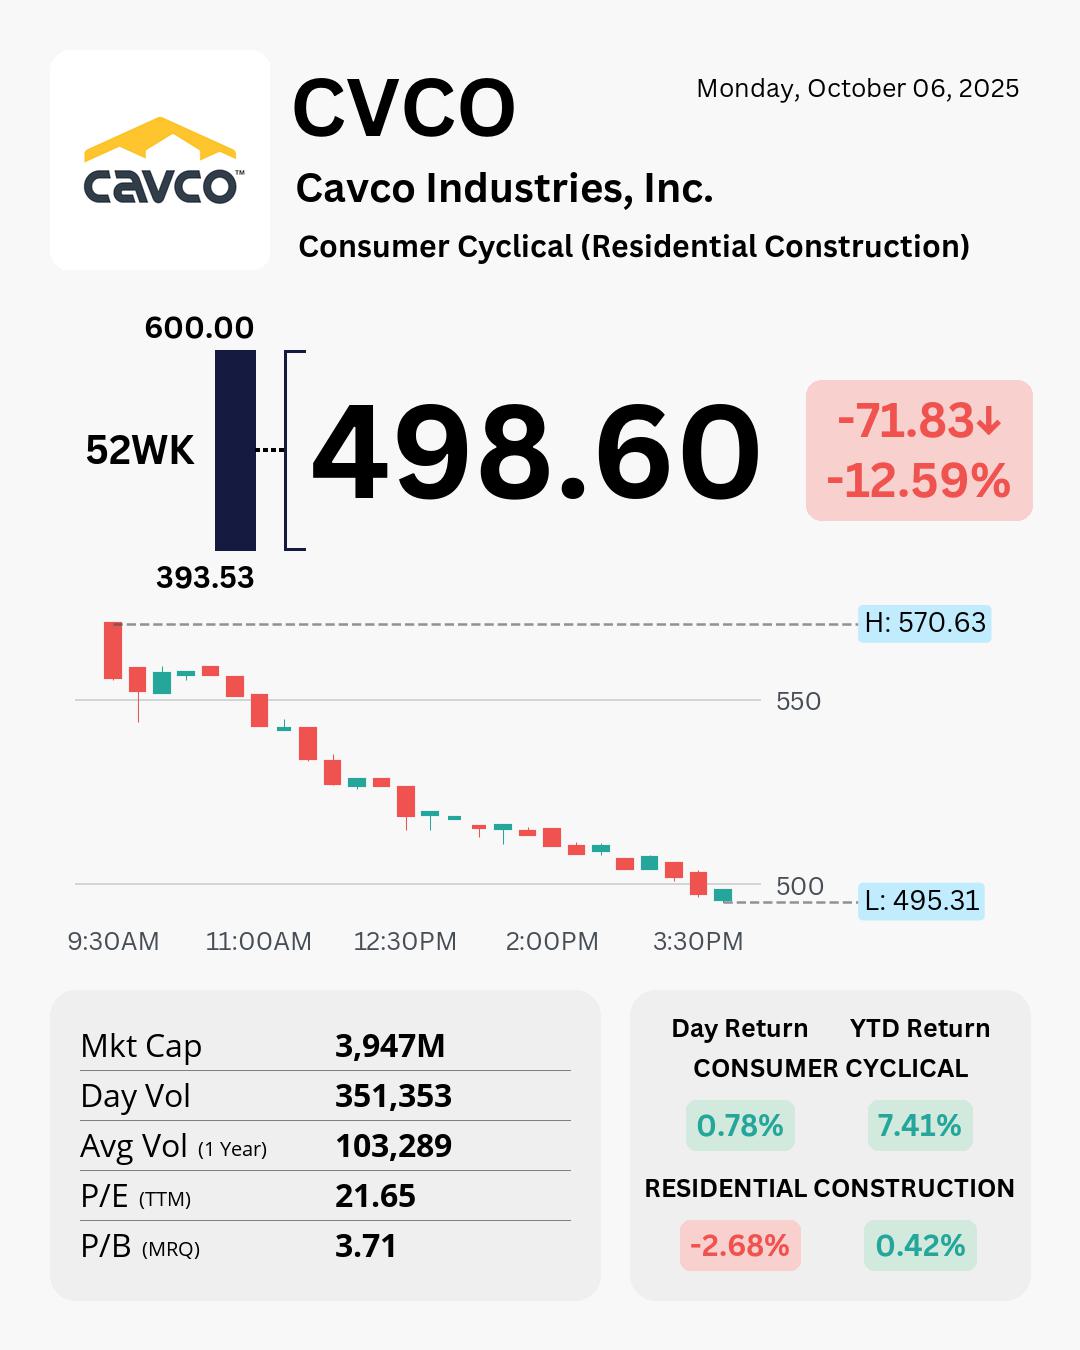 cavco™
CVCO
Monday, October 06, 2025
Cavco Industries, Inc.
Consumer Cyclical (Residential Construction)
600.00
52WK
498.60
-71.83↓
-12.59%
393.53
H: 570.63
550
500
L: 495.31
9:30AM 11:00AM 12:30PM 2:00PM 3:30PM
Mkt Cap 3,947M
Day Vol 351,353
Avg Vol (1 Year) 103,289
P/E (TTM) 21.65
P/B (MRQ) 3.71
Day Return YTD Return
CONSUMER CYCLICAL
0.78% 7.41%
RESIDENTIAL CONSTRUCTION
-2.68% 0.42%